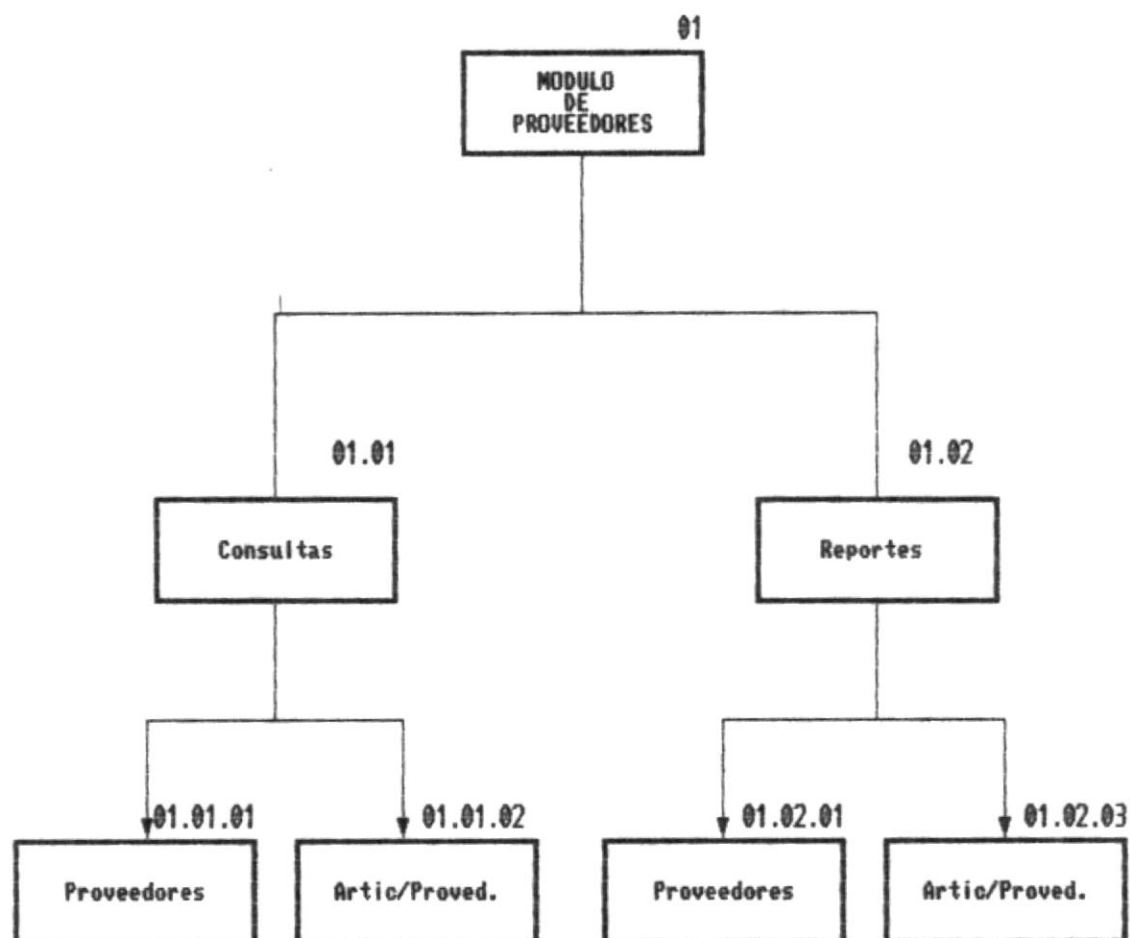 01
MODULO
DE
PROVEEDORES
01.01
01.02
Consultas
Reportes
01.01.01
01.01.02
01.02.01
01.02.03
Proveedores
Artic/Proved.
Proveedores
Artic/Proved.